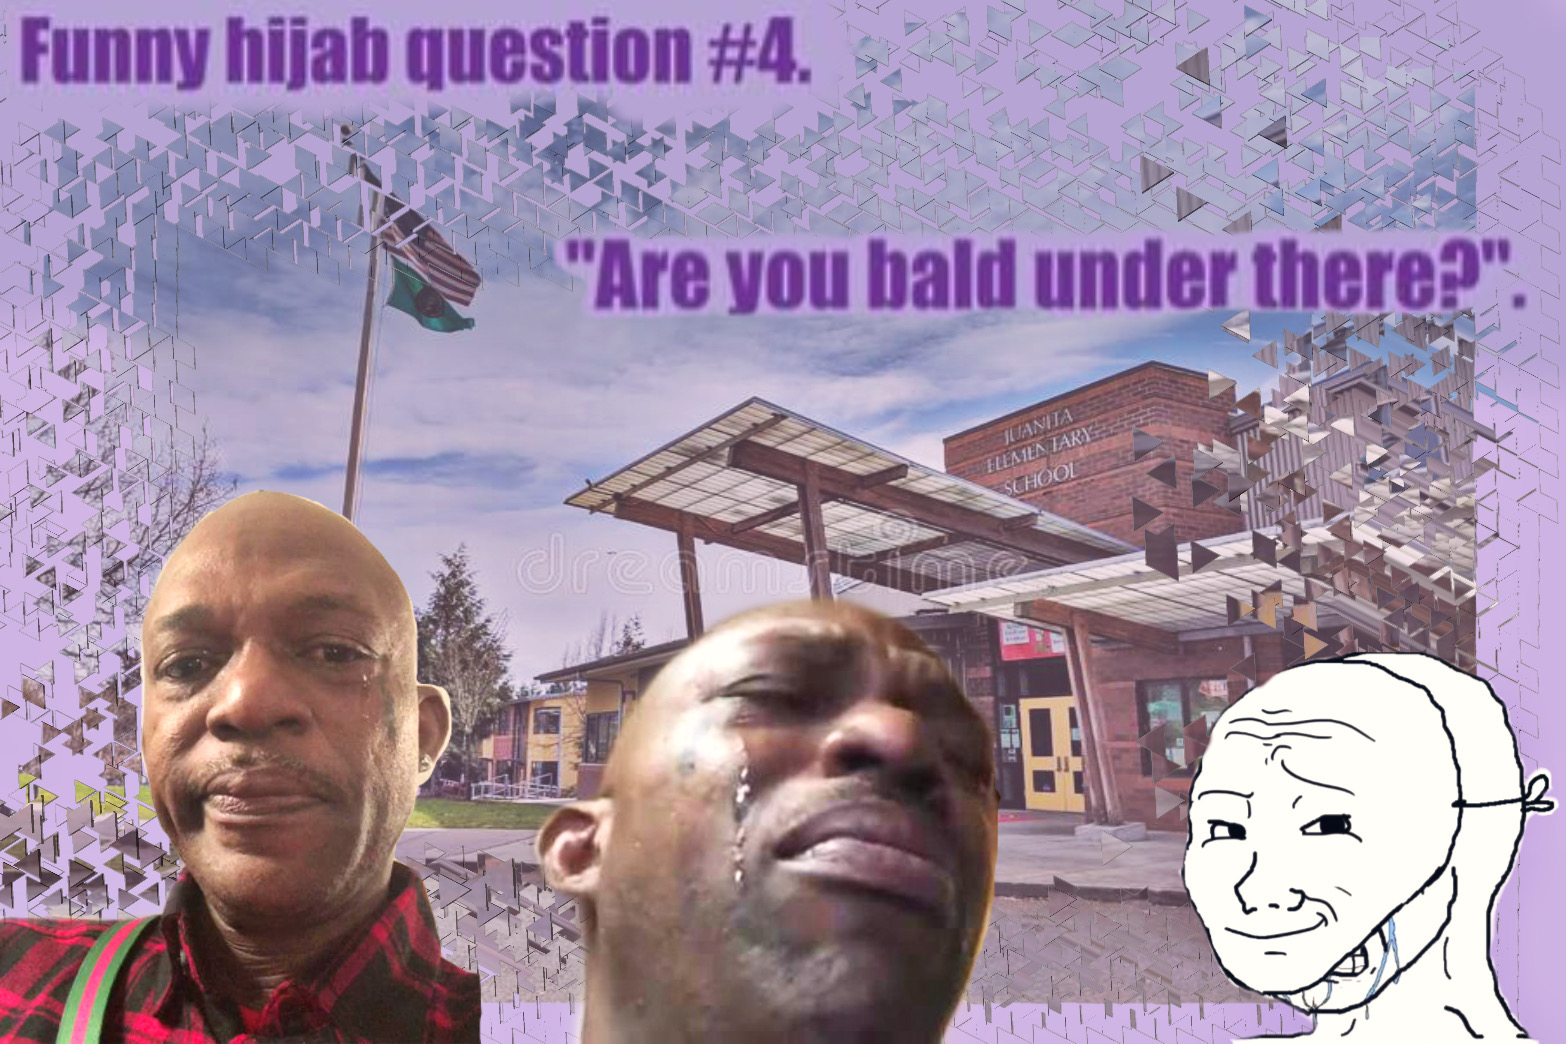 Funny hijab question #4.
"Are you bald under there?".
JUANITA
ELEMENTARY
SCHOOL
dreamstime